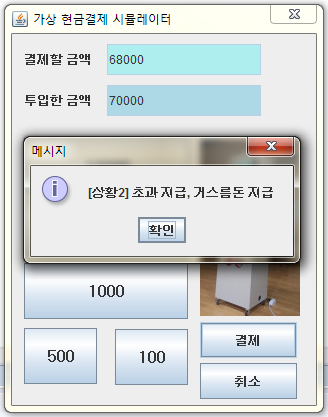 가상 현금결제 시뮬레이터
결제할 금액 68000
투입한 금액 70000
메시지
[상황2] 초과 지급, 거스름돈 지급
확인
1000
500 100
결제
취소